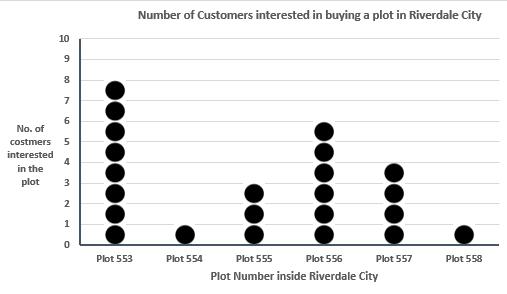 Number of Customers interested in buying a plot in Riverdale City
10
9
8
7
6
5
4
3
2
1
0
No. of
costmers
interested
in the
plot
Plot 553 Plot 554 Plot 555 Plot 556 Plot 557 Plot 558
Plot Number inside Riverdale City